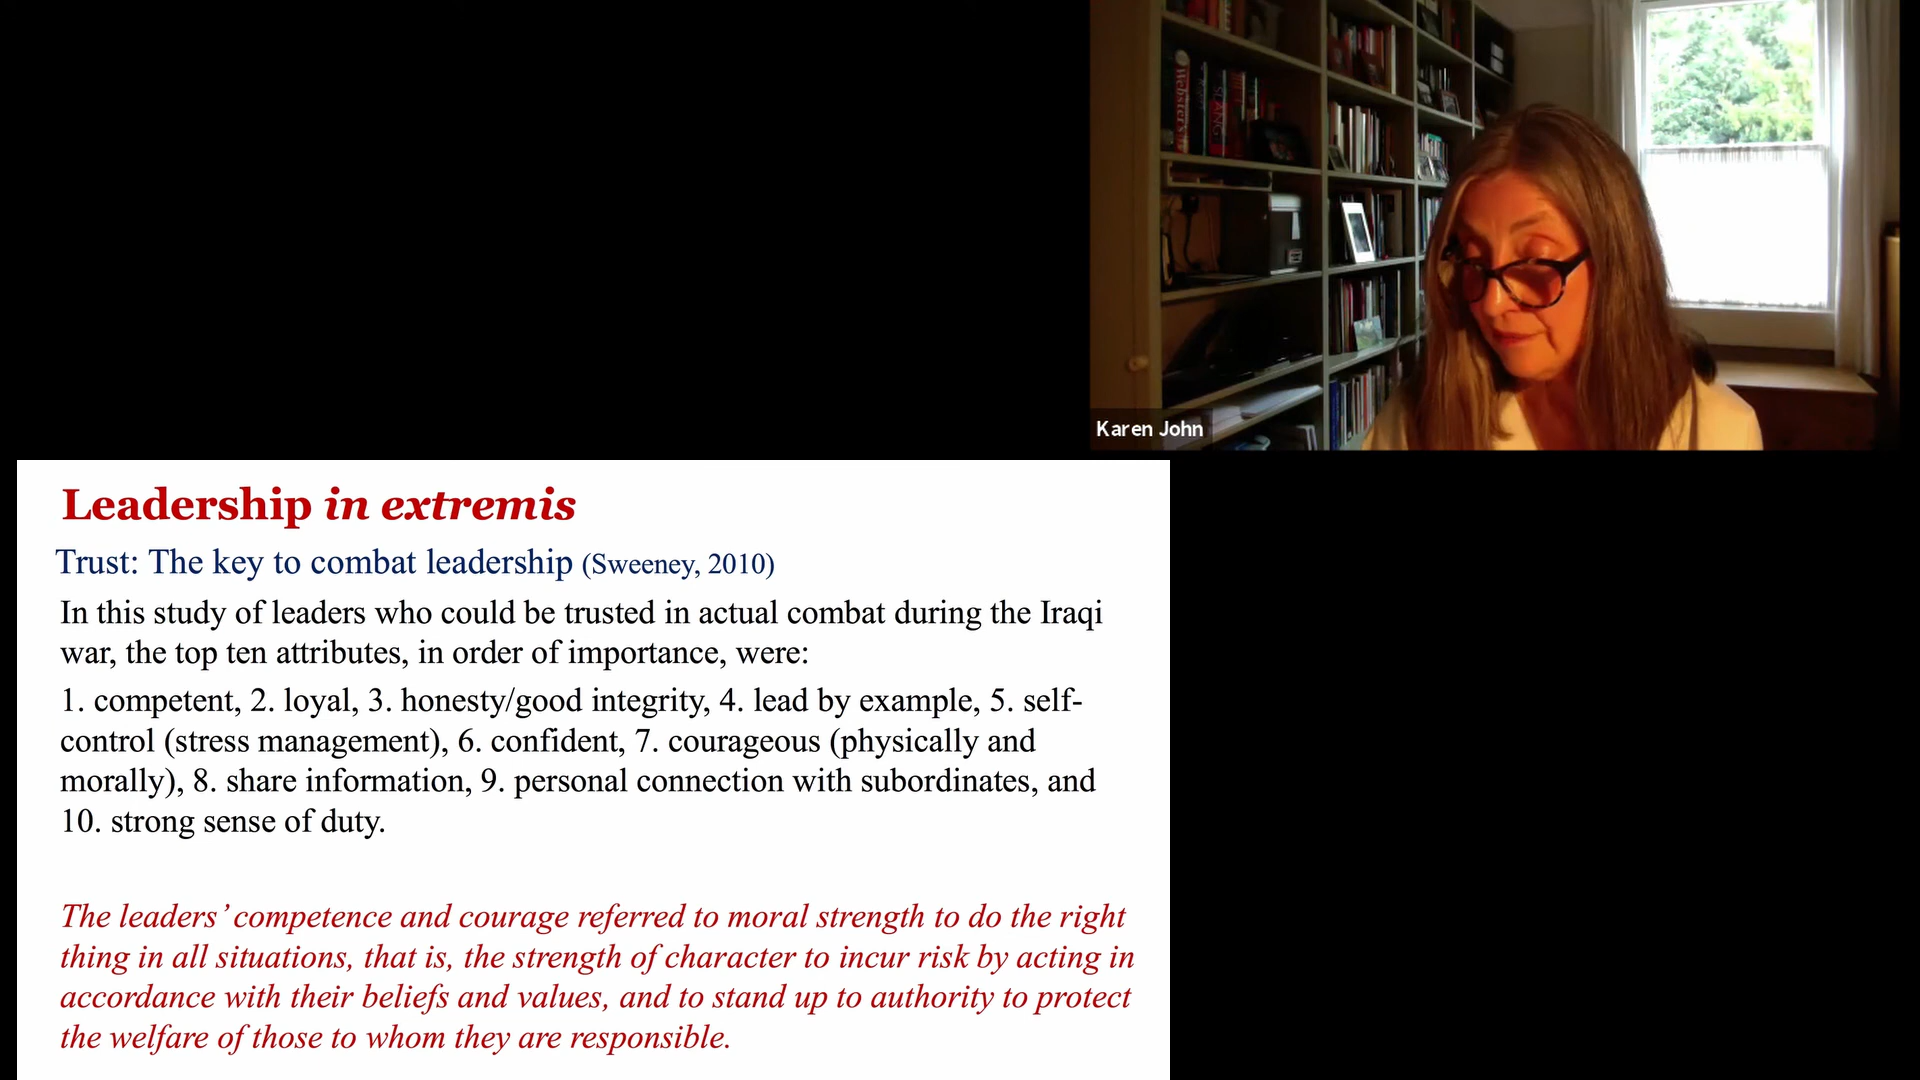 Webster's
SLANG
Karen John
Leadership in extremis
Trust: The key to combat leadership (Sweeney, 2010)
In this study of leaders who could be trusted in actual combat during the Iraqi
war, the top ten attributes, in order of importance, were:
1. competent, 2. loyal, 3. honesty/good integrity, 4. lead by example, 5. self-
control (stress management), 6. confident, 7. courageous (physically and
morally), 8. share information, 9. personal connection with subordinates, and
10. strong sense of duty.
The leaders’ competence and courage referred to moral strength to do the right
thing in all situations, that is, the strength of character to incur risk by acting in
accordance with their beliefs and values, and to stand up to authority to protect
the welfare of those to whom they are responsible.